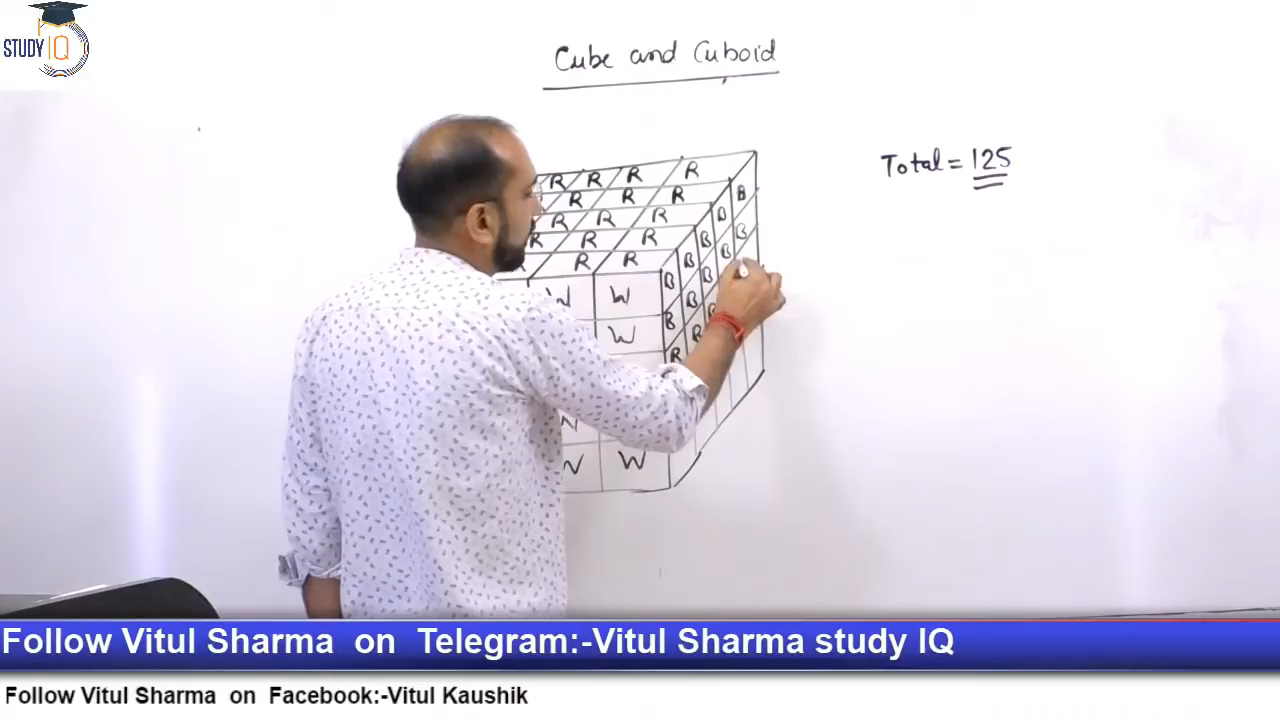 STUDY IQ
Cube and Cuboid
Total = 125
R R R R
R R R
R R R
R R R
R R R
B B B B B
B B B B B
B B
W W
W
W
W W
Follow Vitul Sharma on Telegram:-Vitul Sharma study IQ
Follow Vitul Sharma on Facebook:-Vitul Kaushik